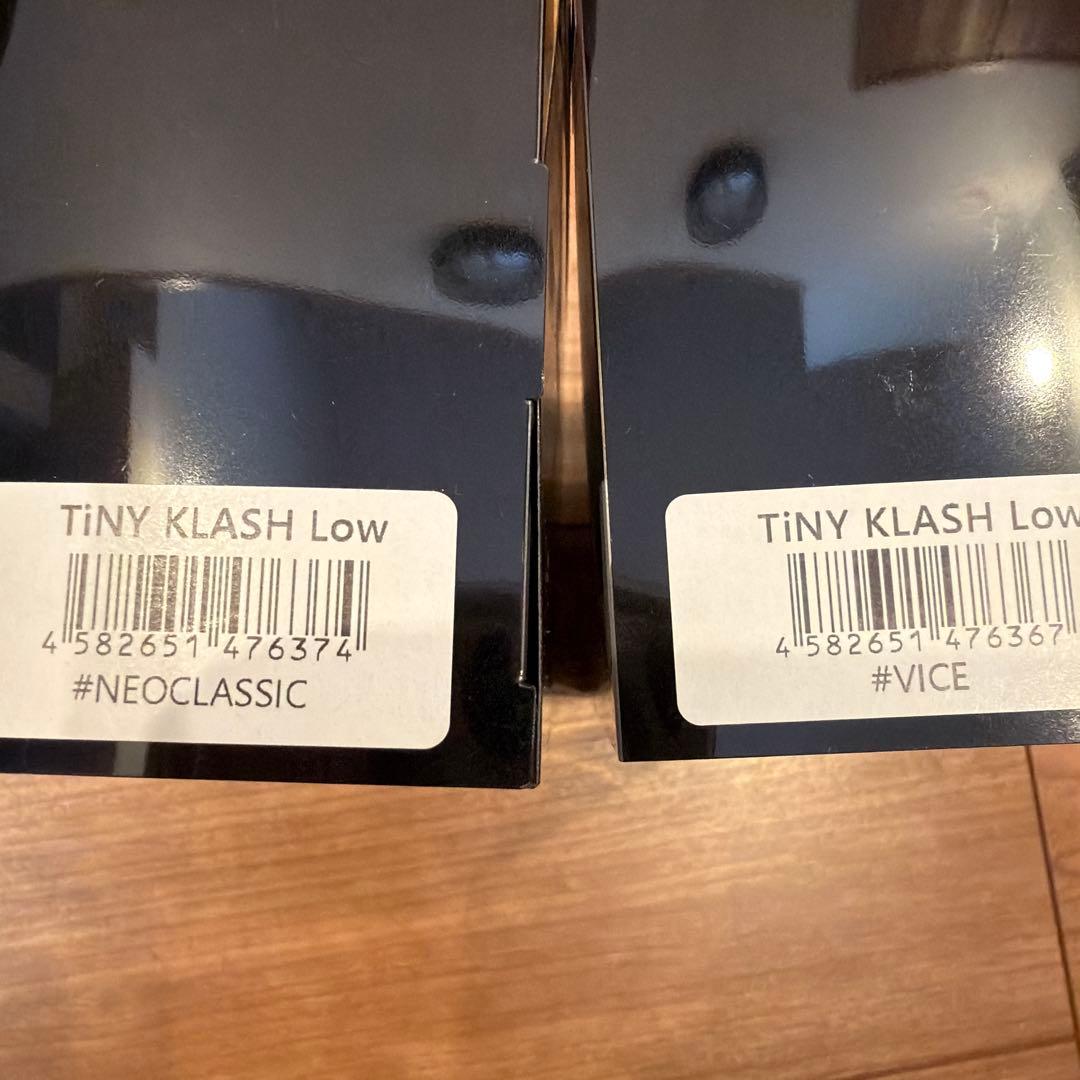 TiNY KLASH Low
4 582651 476374
#NEOCLASSIC
TiNY KLASH Low
4 582651 476367
#VICE